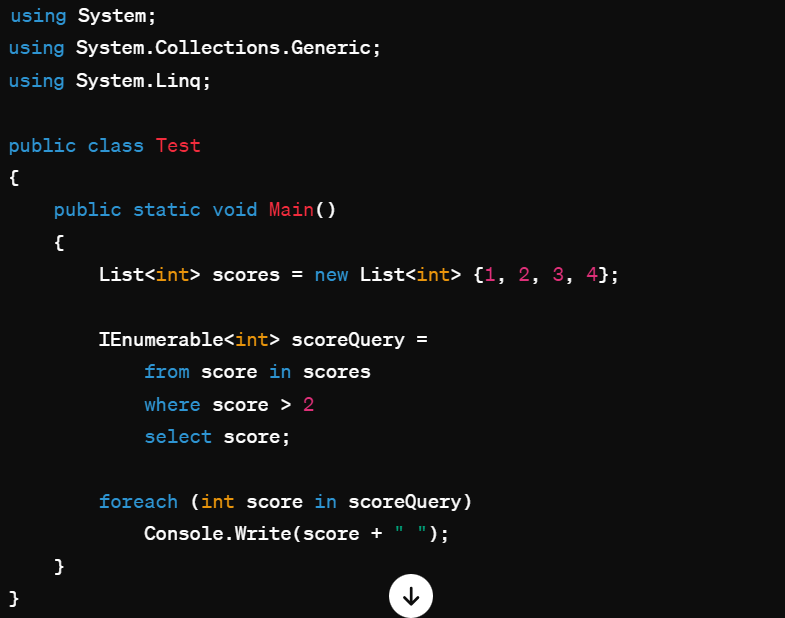 using System;
using System.Collections.Generic;
using System.Linq;

public class Test
{
    public static void Main()
    {
        List<int> scores = new List<int> {1, 2, 3, 4};

        IEnumerable<int> scoreQuery =
            from score in scores
            where score > 2
            select score;

        foreach (int score in scoreQuery)
            Console.Write(score + " ");
    }
}